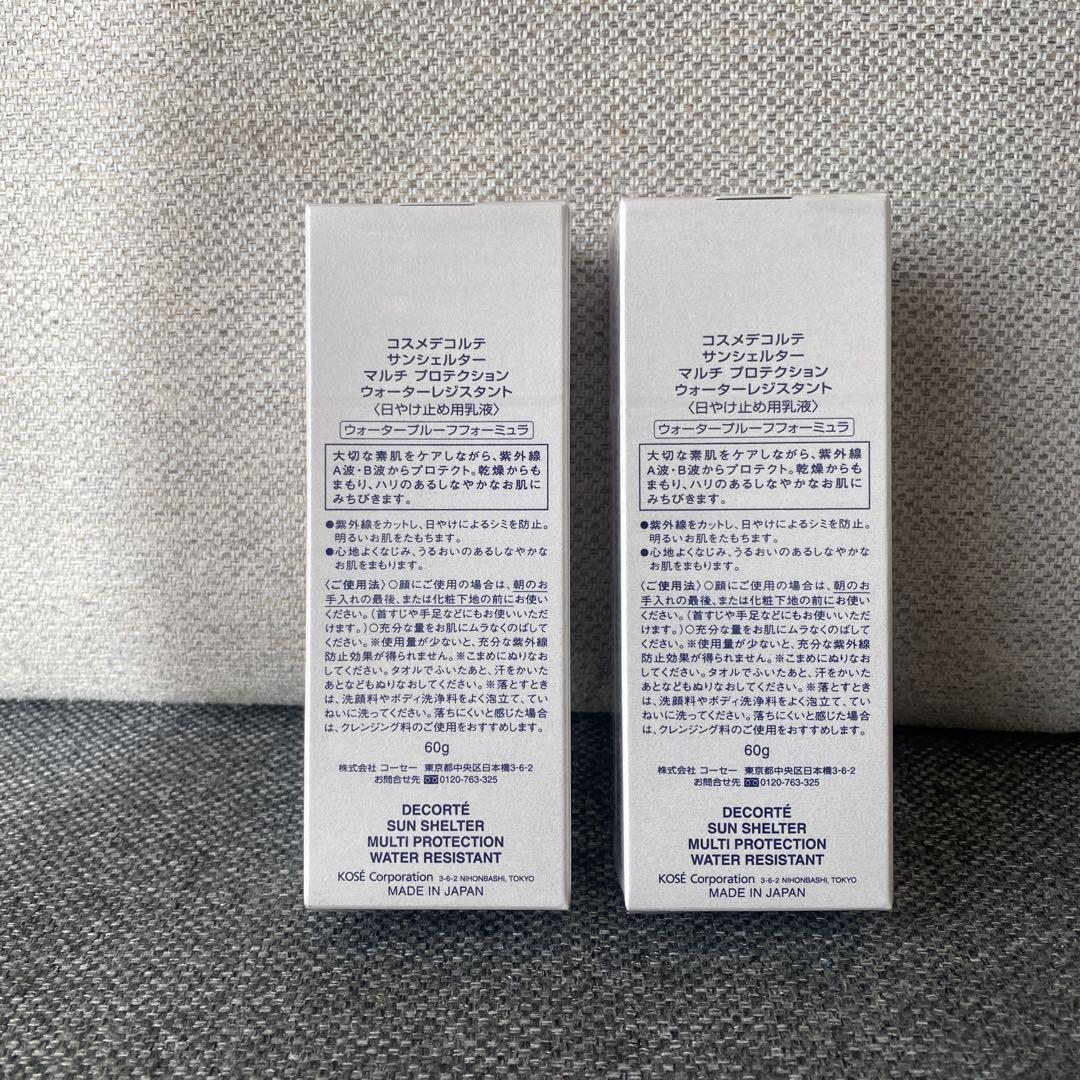 コスメデコルテ
サンシェルター
マルチ プロテクション
ウォーターレジスタント
〈日やけ止め用乳液〉
ウォータープルーフフォーミュラ
大切な素肌をケアしながら、紫外線
A波・B波からプロテクト。乾燥からも
まもり、ハリのあるしなやかなお肌に
みちびきます。
●紫外線をカットし、日やけによるシミを防止。
明るいお肌をたもちます。
●心地よくなじみ、うるおいのあるしなやかな
お肌をまもります。
〈ご使用法〉○顔にご使用の場合は、朝のお
手入れの最後、または化粧下地の前にお使い
ください。（首すじや手足などにもお使いいただ
けます。）○充分な量をお肌にムラなくのばして
ください。※使用量が少ないと、充分な紫外線
防止効果が得られません。※こまめにぬりなお
してください。タオルでふいたあと、汗をかいた
あとなどもぬりなおしてください。※落とすとき
は、洗顔料やボディ洗浄料をよく泡立て、てい
ねいに洗ってください。落ちにくいと感じた場合
は、クレンジング料のご使用をおすすめします。
60g
株式会社 コーセー 東京都中央区日本橋3-6-2
お問合せ先 0120-763-325
DECORTÉ
SUN SHELTER
MULTI PROTECTION
WATER RESISTANT
KOSÉ Corporation 3-6-2 NIHONBASHI, TOKYO
MADE IN JAPAN
コスメデコルテ
サンシェルター
マルチ プロテクション
ウォーターレジスタント
〈日やけ止め用乳液〉
ウォータープルーフフォーミュラ
大切な素肌をケアしながら、紫外線
A波・B波からプロテクト。乾燥からも
まもり、ハリのあるしなやかなお肌に
みちびきます。
●紫外線をカットし、日やけによるシミを防止。
明るいお肌をたもちます。
●心地よくなじみ、うるおいのあるしなやかな
お肌をまもります。
〈ご使用法〉○顔にご使用の場合は、朝のお
手入れの最後、または化粧下地の前にお使い
ください。（首すじや手足などにもお使いいただ
けます。）○充分な量をお肌にムラなくのばして
ください。※使用量が少ないと、充分な紫外線
防止効果が得られません。※こまめにぬりなお
してください。タオルでふいたあと、汗をかいた
あとなどもぬりなおしてください。※落とすとき
は、洗顔料やボディ洗浄料をよく泡立て、てい
ねいに洗ってください。落ちにくいと感じた場合
は、クレンジング料のご使用をおすすめします。
60g
株式会社 コーセー 東京都中央区日本橋3-6-2
お問合せ先 0120-763-325
DECORTÉ
SUN SHELTER
MULTI PROTECTION
WATER RESISTANT
KOSÉ Corporation 3-6-2 NIHONBASHI, TOKYO
MADE IN JAPAN